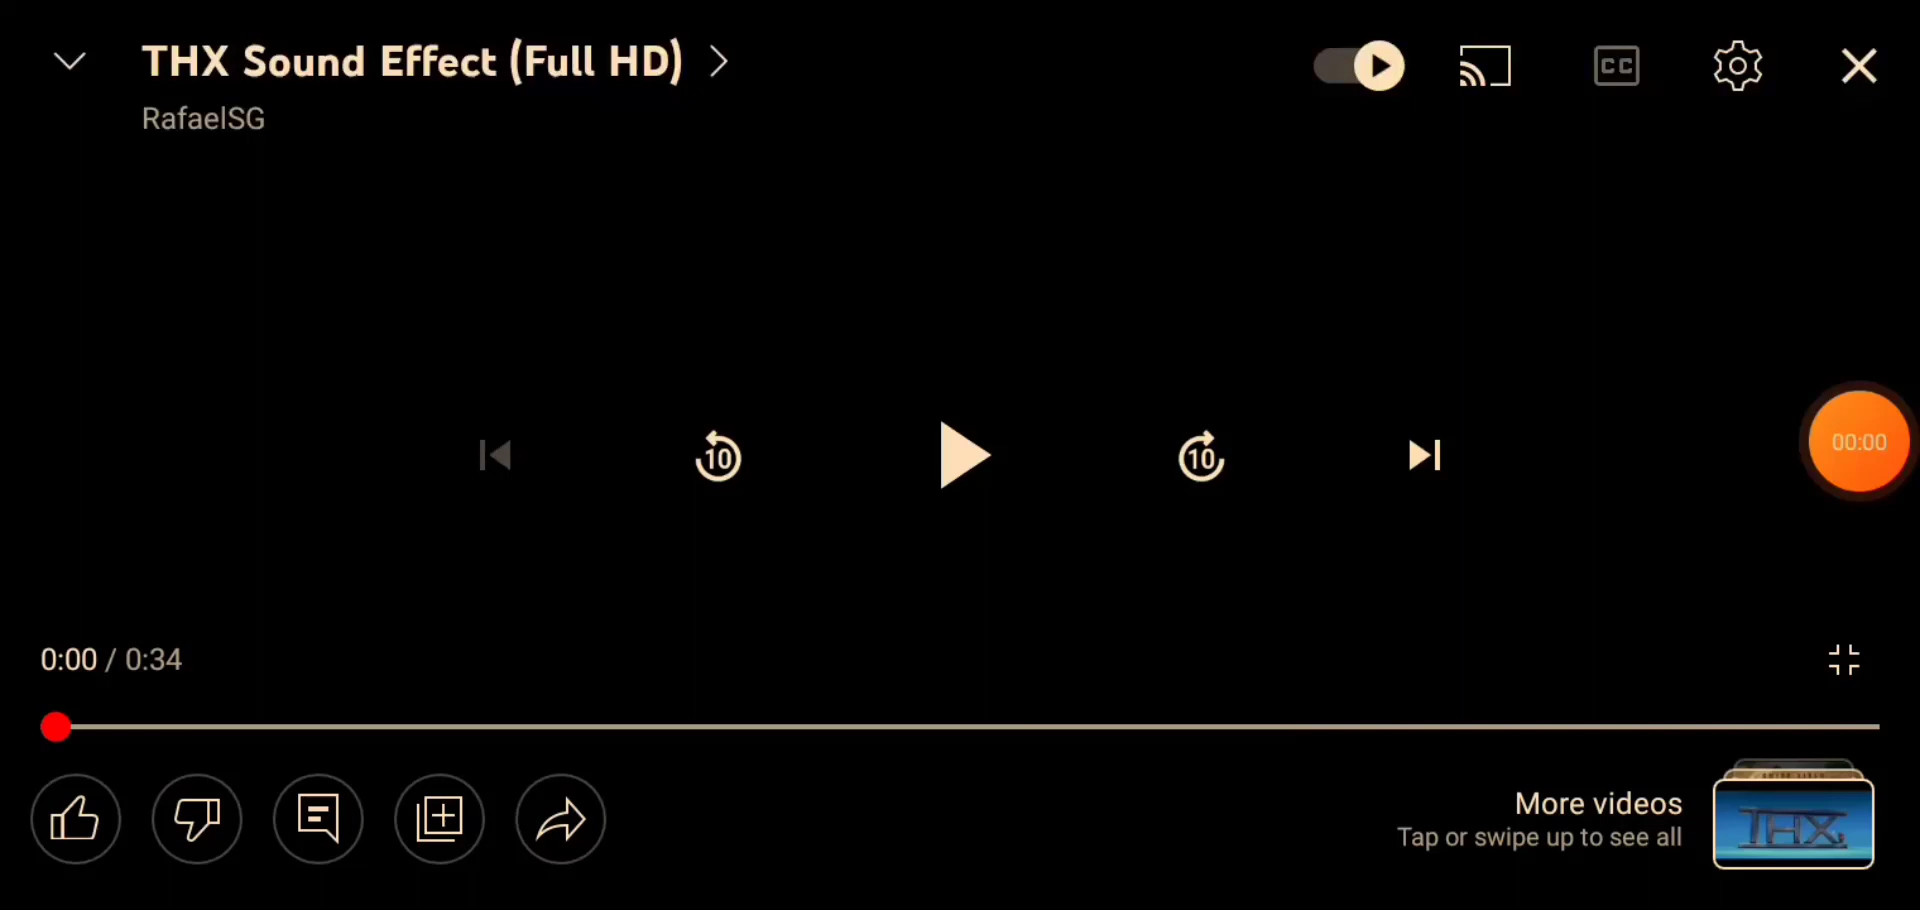 THX Sound Effect (Full HD)
RafaelSG
CC
10
10
00:00
0:00 / 0:34
More videos
Tap or swipe up to see all
THX